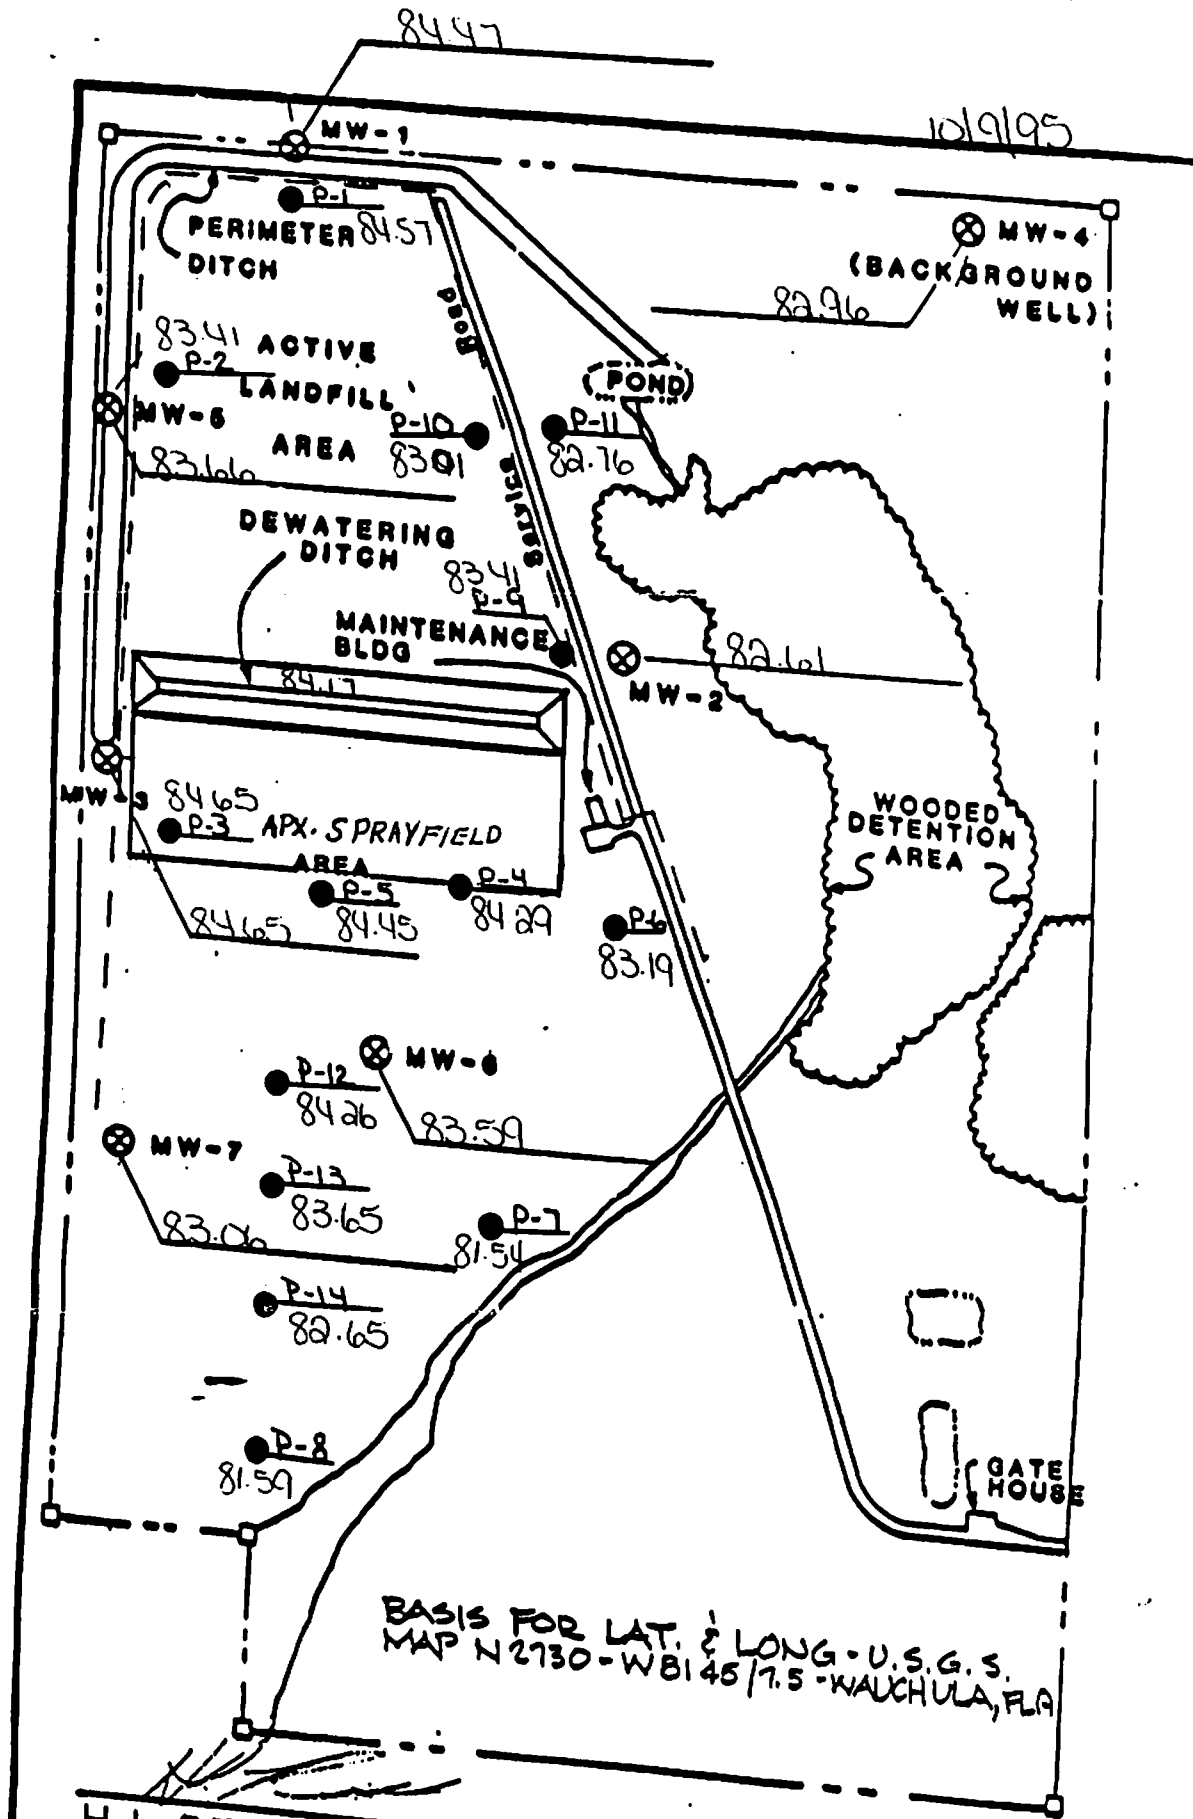 84.47
10/9/95
MW-1
P-1
84.57
PERIMETER
DITCH
MW-4
(BACKGROUND
WELL)
82.96
Road
83.41
P-2
ACTIVE
LANDFILL
AREA
MW-5
83.66
(POND)
P-10
P-11
82.76
Service
DEWATERING
DITCH
83.41
P-9
MAINTENANCE
BLDG
84.17
82.61
MW-2
MW-3
84.65
P-3
APX. SPRAYFIELD
AREA
WOODED
DETENTION
AREA
P-5
84.45
P-4
84.29
84.65
P-6
83.19
MW-6
P-12
84.26
83.59
MW-7
P-13
83.65
83.06
P-7
81.54
P-14
82.65
P-8
81.59
GATE
HOUSE
BASIS FOR LAT. & LONG - U.S.G.S.
MAP N2730-W8145/7.5-WAUCHULA, FLA